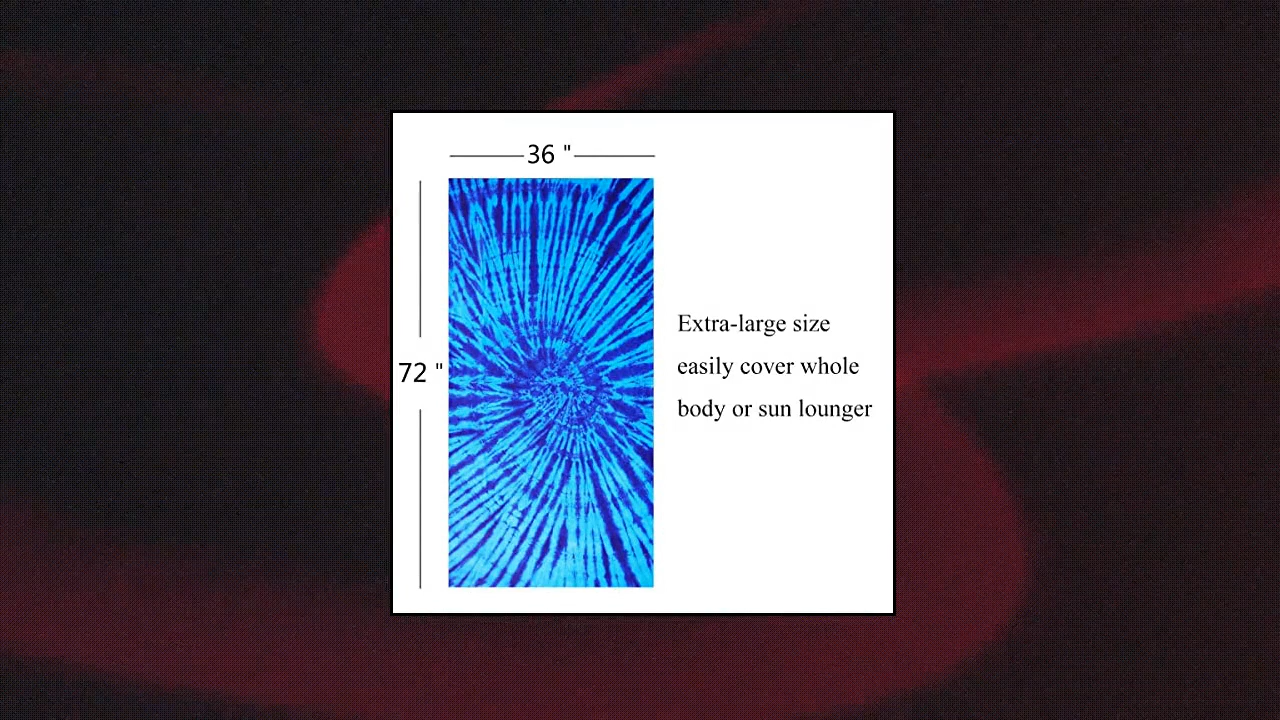 36 "
72 "
Extra-large size
easily cover whole
body or sun lounger